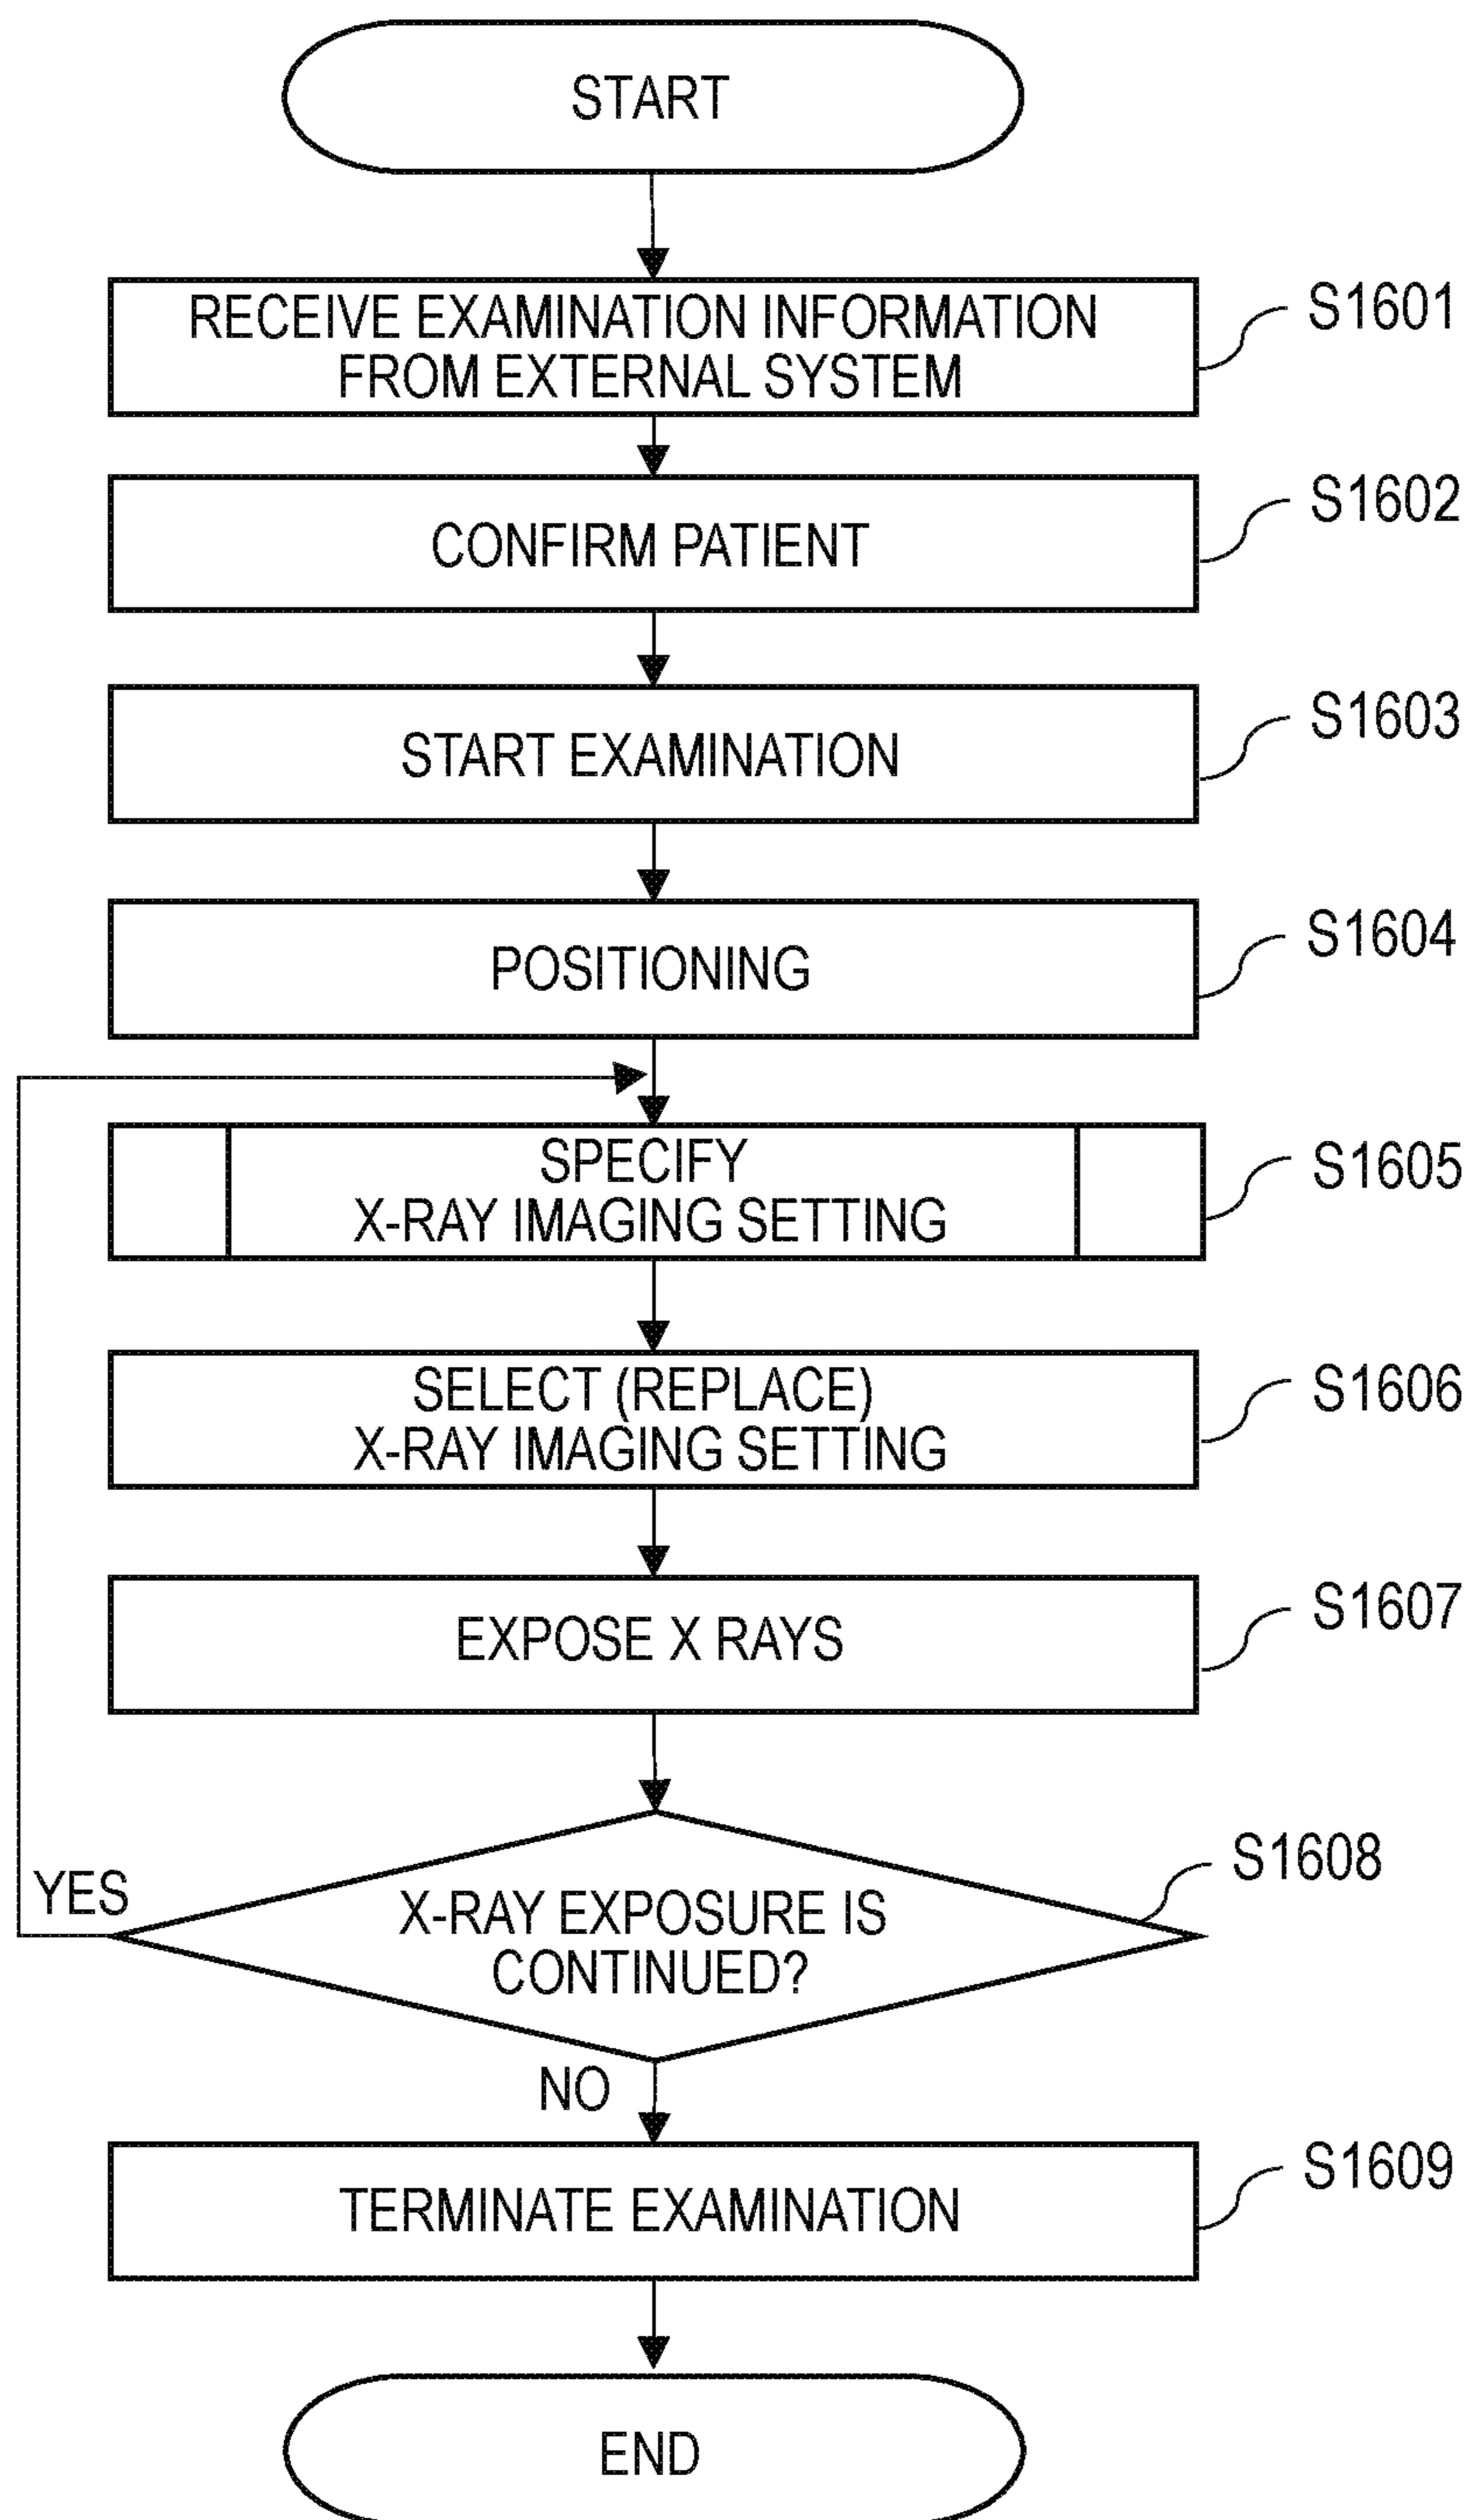 START
RECEIVE EXAMINATION INFORMATION
FROM EXTERNAL SYSTEM
S1601
CONFIRM PATIENT
S1602
START EXAMINATION
S1603
POSITIONING
S1604
SPECIFY
X-RAY IMAGING SETTING
S1605
SELECT (REPLACE)
X-RAY IMAGING SETTING
S1606
EXPOSE X RAYS
S1607
X-RAY EXPOSURE IS
CONTINUED?
S1608
YES
NO
TERMINATE EXAMINATION
S1609
END